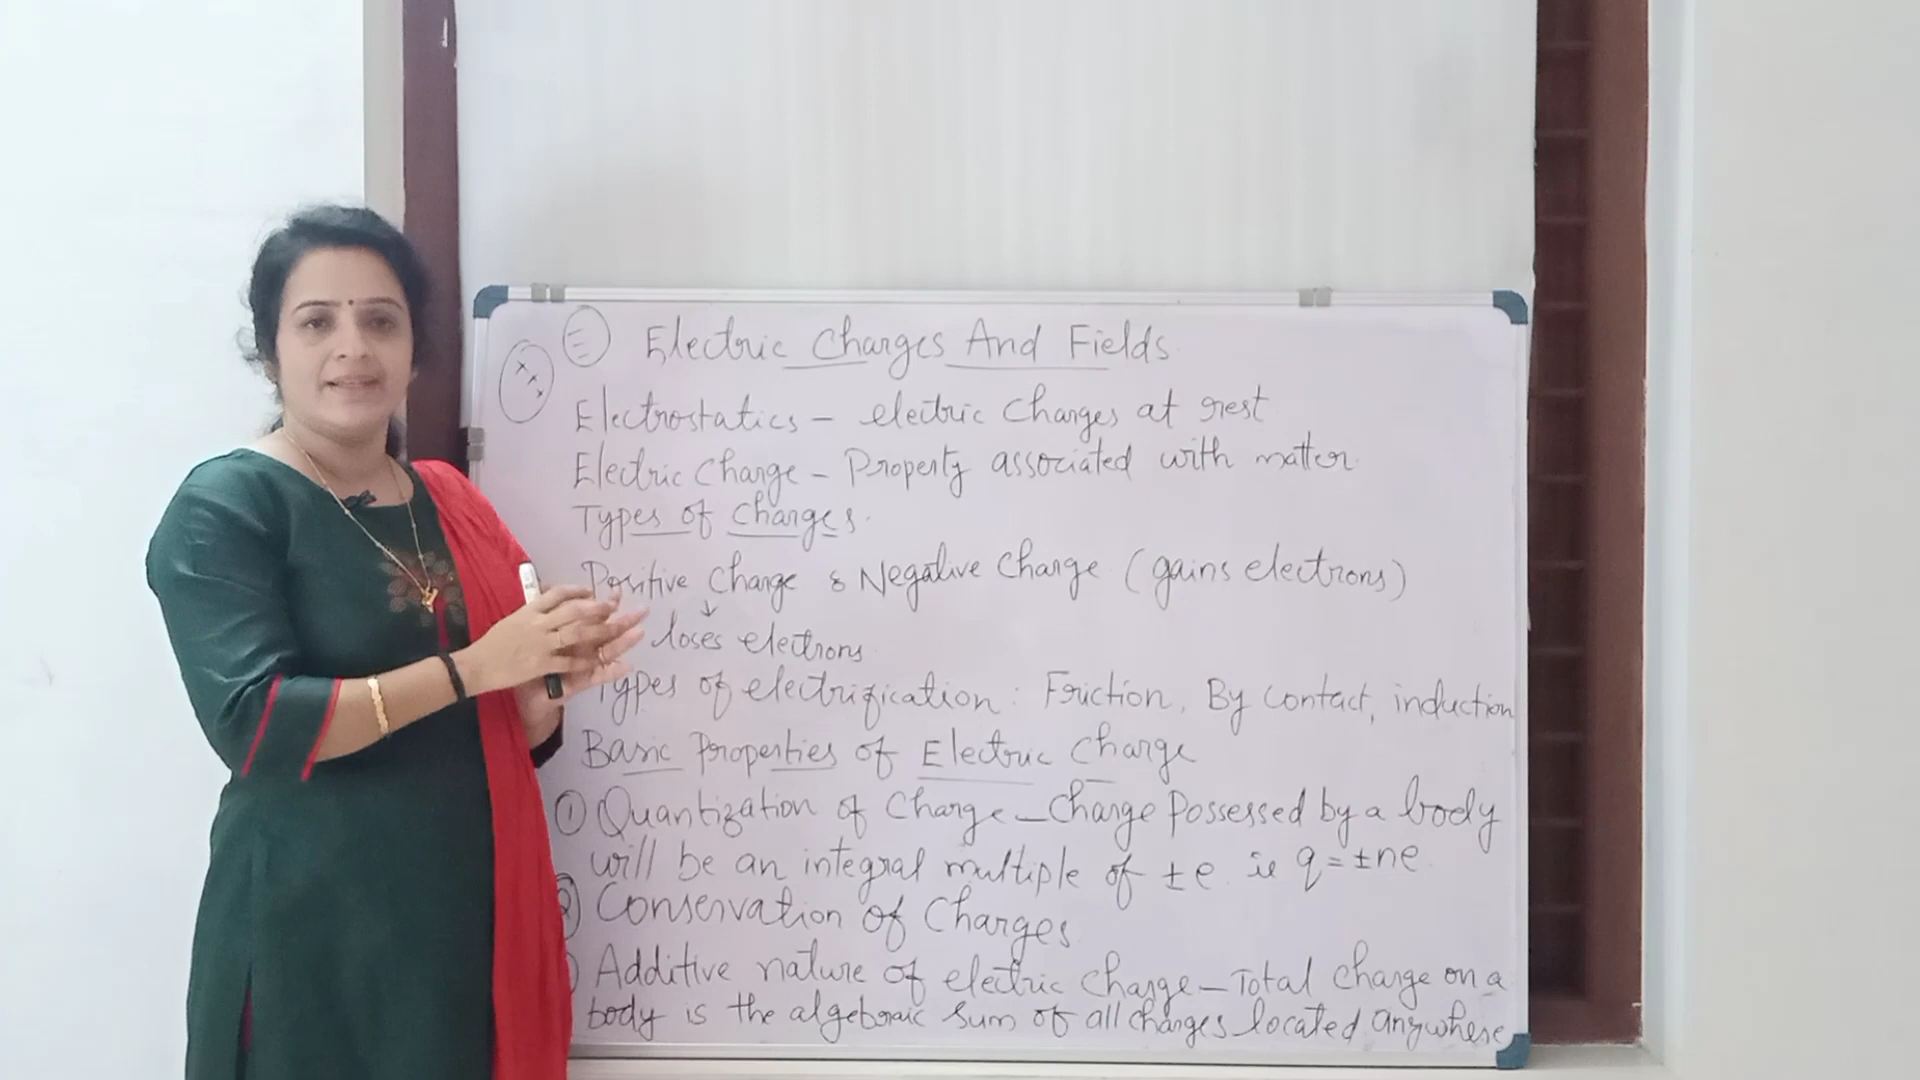 Electric Charges And Fields
Electrostatics - electric charges at rest
Electric Charge - Property associated with matter.
Types of Charges.
Positive Charge & Negative Charge (gains electrons)
↓
loses electrons
Types of electrification : Friction, By contact, induction
Basic Properties of Electric Charge
① Quantization of Charge - Charge Possessed by a body
will be an integral multiple of ±e ie q = ±ne
② Conservation of Charges
Additive nature of electric charge - Total charge on a
body is the algebraic sum of all charges located anywhere